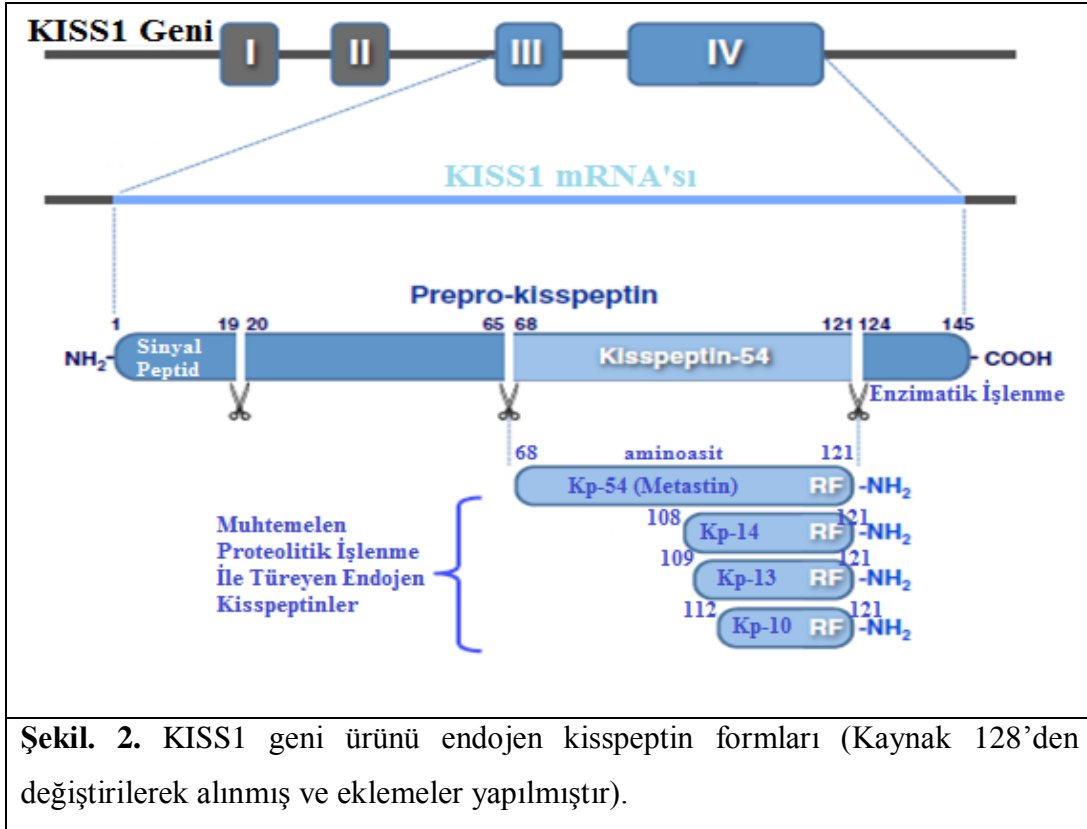 KISS1 Geni
I II III IV
KISS1 mRNA'sı
Prepro-kisspeptin
1 19 20 65 68 121 124 145
NH2- Sinyal Peptid Kisspeptin-54 - COOH
Enzimatik İşlenme
68 aminoasit 121
Kp-54 (Metastin) RF -NH2
108 121
Kp-14 RF -NH2
109 121
Kp-13 RF -NH2
112 121
Kp-10 RF -NH2
Muhtemelen
Proteolitik İşlenme
İle Türeyen Endojen
Kisspeptinler
Şekil. 2. KISS1 geni ürünü endojen kisspeptin formları (Kaynak 128’den
değiştirilerek alınmış ve eklemeler yapılmıştır).